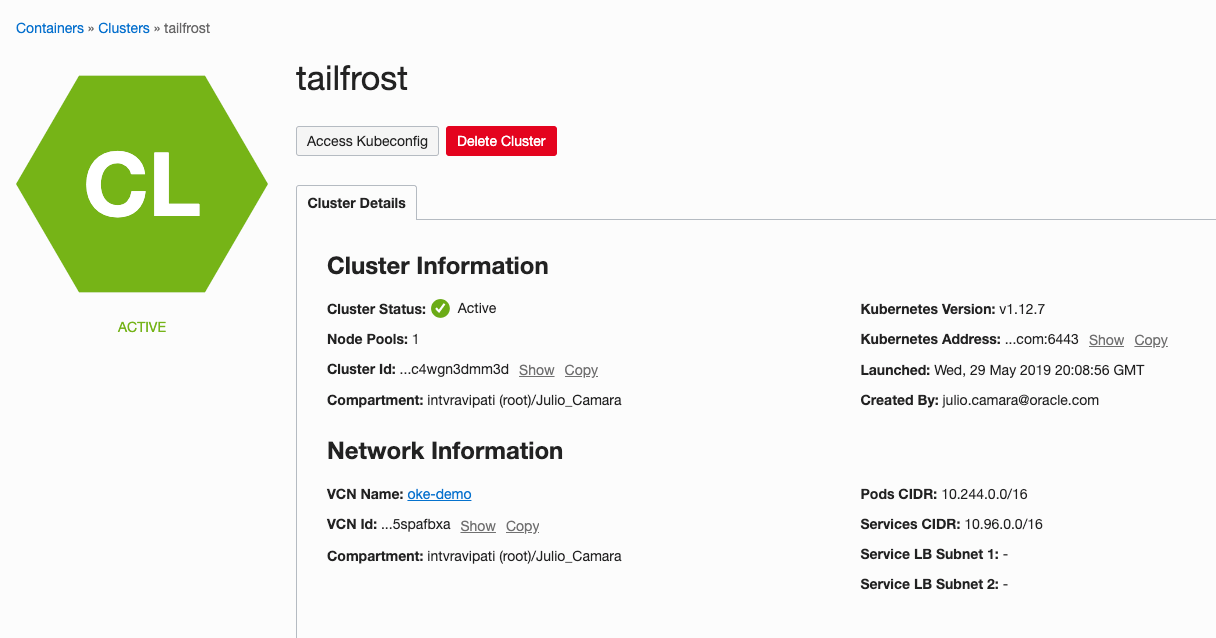 Containers » Clusters » tailfrost
CL
ACTIVE
tailfrost
Access Kubeconfig Delete Cluster
Cluster Details
Cluster Information
Cluster Status: Active
Node Pools: 1
Cluster Id: ...c4wgn3dmm3d Show Copy
Compartment: intvravipati (root)/Julio_Camara
Kubernetes Version: v1.12.7
Kubernetes Address: ...com:6443 Show Copy
Launched: Wed, 29 May 2019 20:08:56 GMT
Created By: julio.camara@oracle.com
Network Information
VCN Name: oke-demo
VCN Id: ...5spafbxa Show Copy
Compartment: intvravipati (root)/Julio_Camara
Pods CIDR: 10.244.0.0/16
Services CIDR: 10.96.0.0/16
Service LB Subnet 1: -
Service LB Subnet 2: -